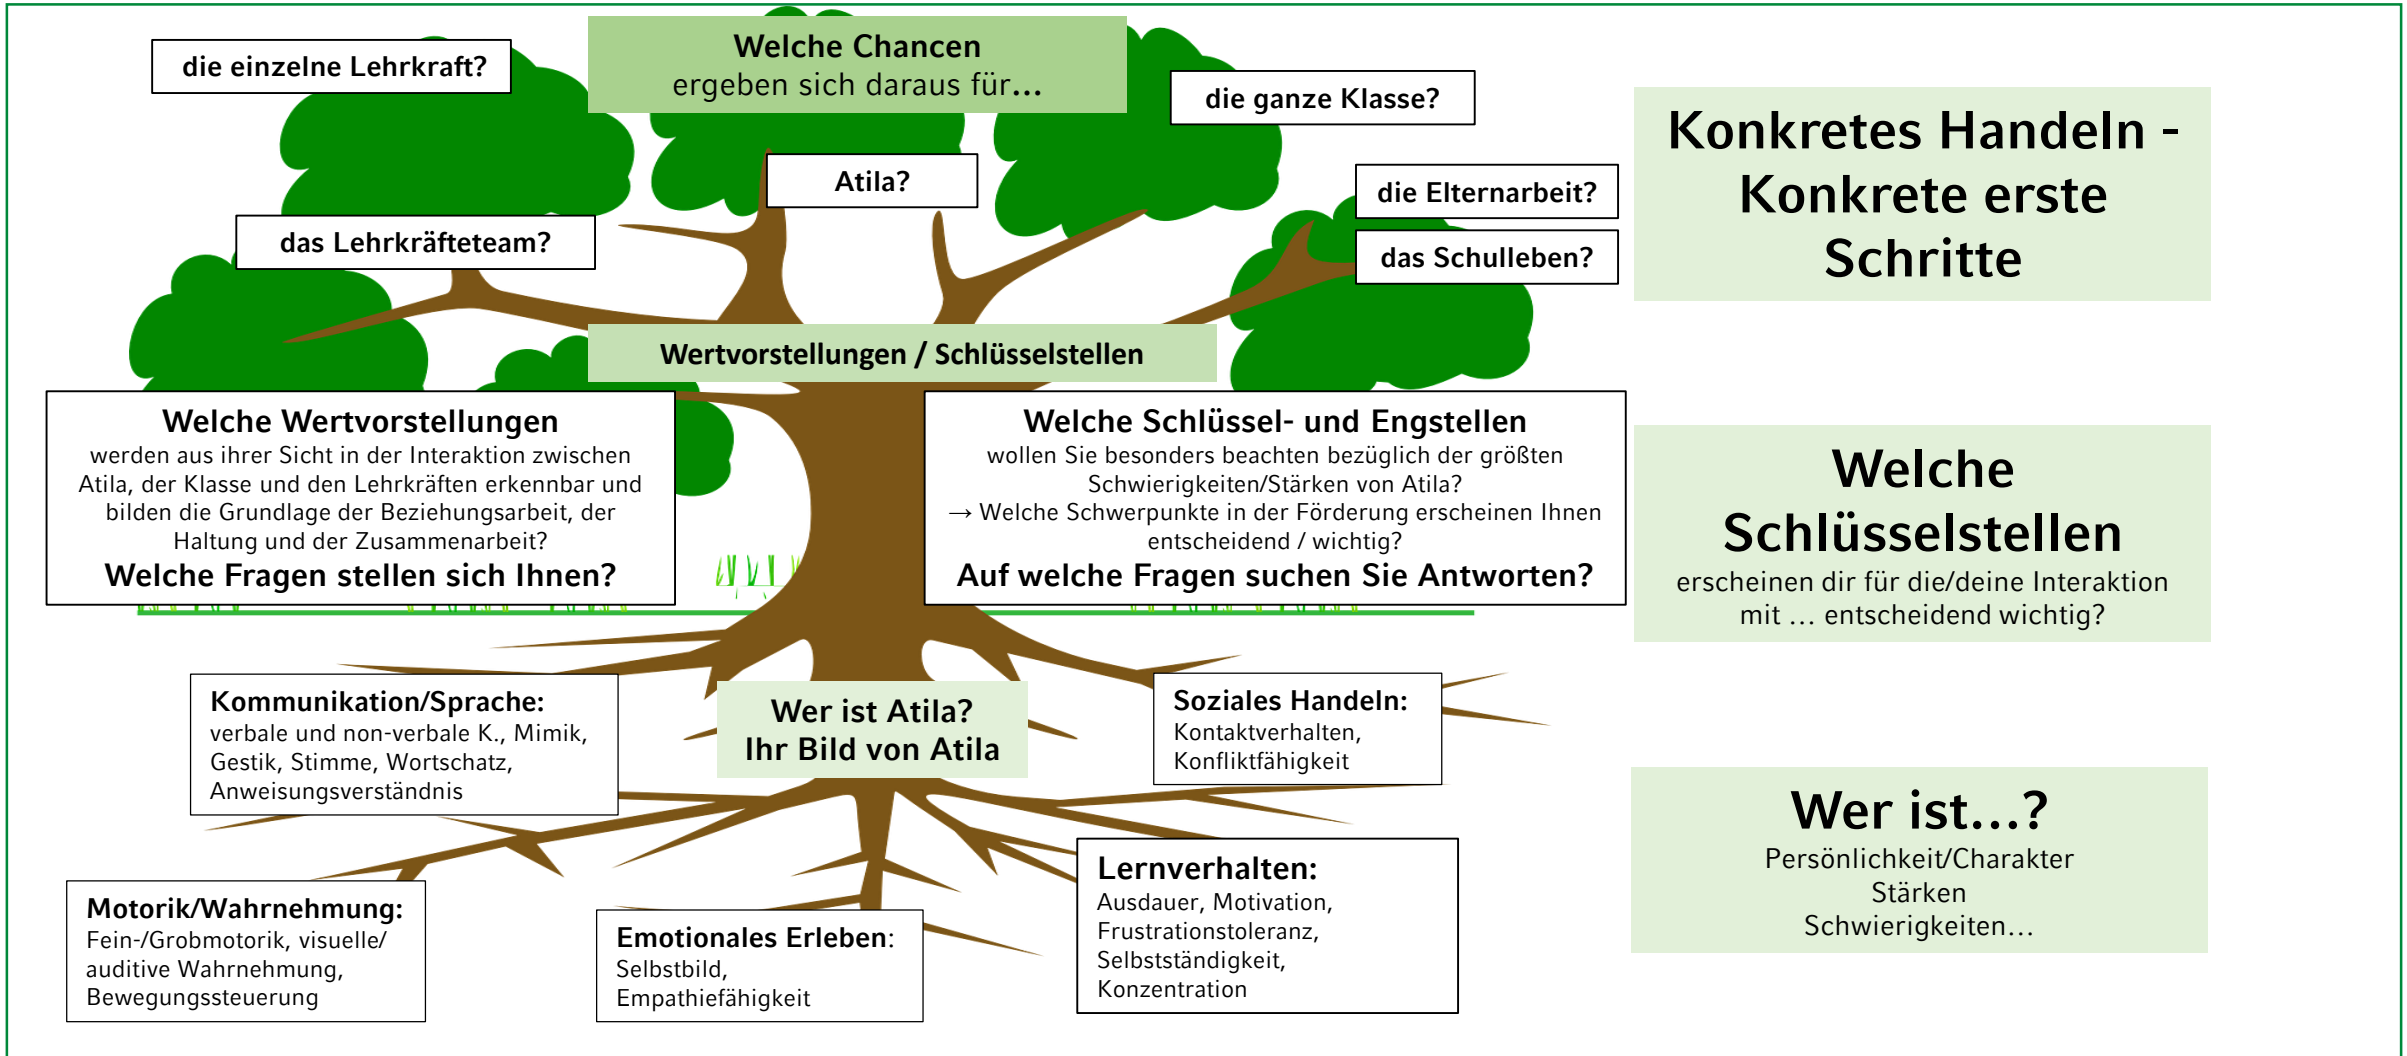 Welche Chancen
ergeben sich daraus für...
die einzelne Lehrkraft?
die ganze Klasse?
Atila?
die Elternarbeit?
das Lehrkräfteteam?
das Schulleben?
Konkretes Handeln -
Konkrete erste
Schritte
Wertvorstellungen / Schlüsselstellen
Welche Wertvorstellungen
werden aus ihrer Sicht in der Interaktion zwischen
Atila, der Klasse und den Lehrkräften erkennbar und
bilden die Grundlage der Beziehungsarbeit, der
Haltung und der Zusammenarbeit?
Welche Fragen stellen sich Ihnen?
Welche Schlüssel- und Engstellen
wollen Sie besonders beachten bezüglich der größten
Schwierigkeiten/Stärken von Atila?
→ Welche Schwerpunkte in der Förderung erscheinen Ihnen
entscheidend / wichtig?
Auf welche Fragen suchen Sie Antworten?
Welche
Schlüsselstellen
erscheinen dir für die/deine Interaktion
mit ... entscheidend wichtig?
Kommunikation/Sprache:
verbale und non-verbale K., Mimik,
Gestik, Stimme, Wortschatz,
Anweisungsverständnis
Wer ist Atila?
Ihr Bild von Atila
Soziales Handeln:
Kontaktverhalten,
Konfliktfähigkeit
Wer ist...?
Persönlichkeit/Charakter
Stärken
Schwierigkeiten...
Motorik/Wahrnehmung:
Fein-/Grobmotorik, visuelle/
auditive Wahrnehmung,
Bewegungssteuerung
Emotionales Erleben:
Selbstbild,
Empathiefähigkeit
Lernverhalten:
Ausdauer, Motivation,
Frustrationstoleranz,
Selbstständigkeit,
Konzentration